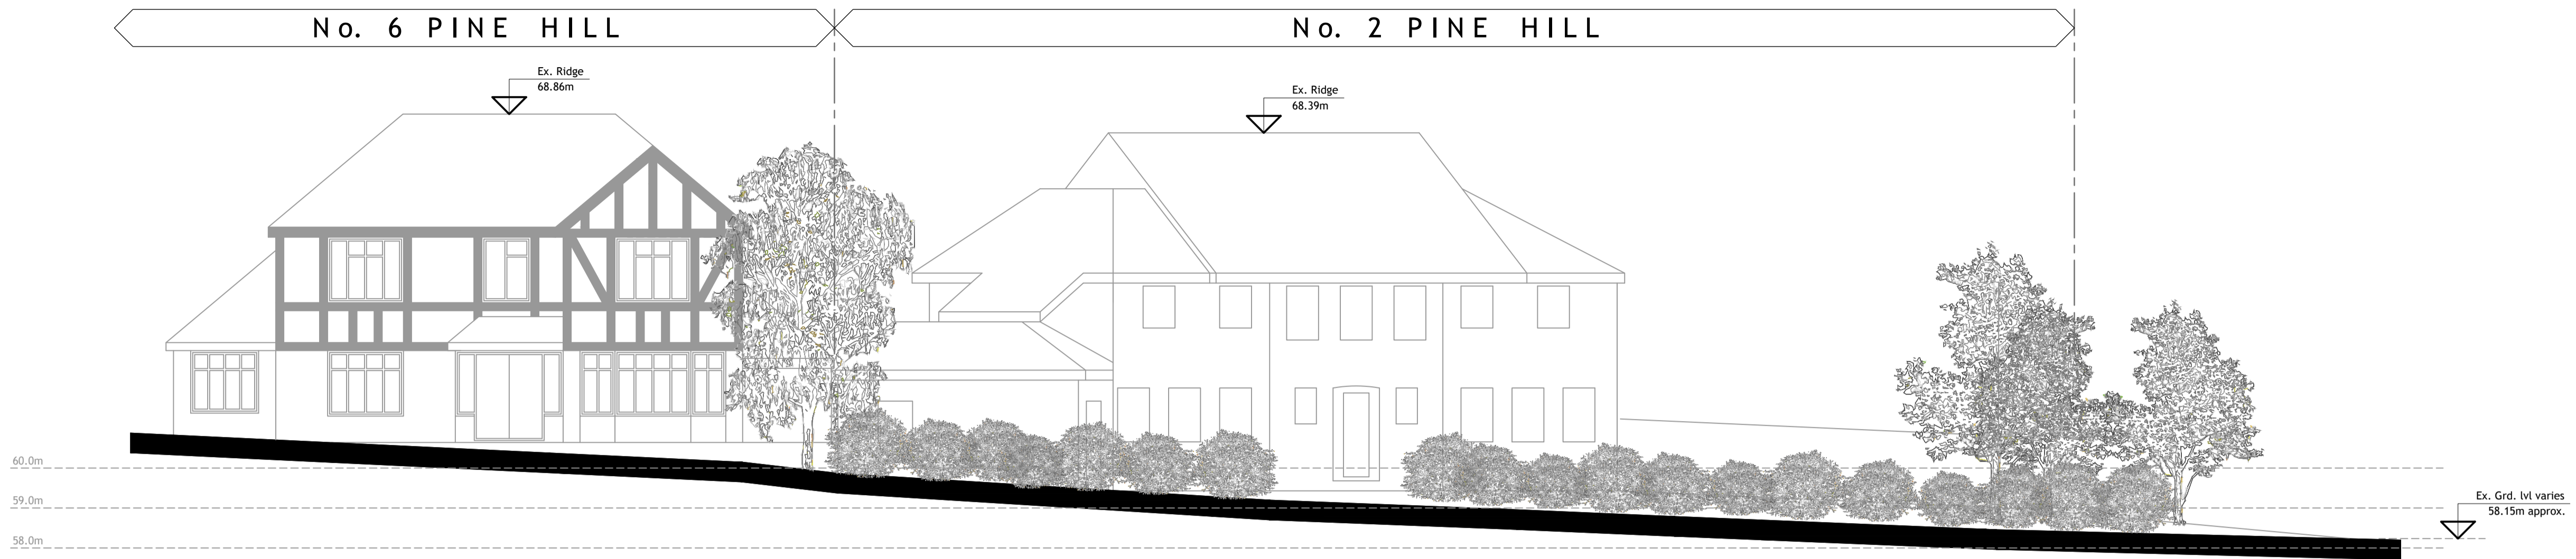 No. 6 PINE HILL
No. 2 PINE HILL
Ex. Ridge
68.86m
Ex. Ridge
68.39m
60.0m
59.0m
58.0m
Ex. Grd. lvl varies
58.15m approx.